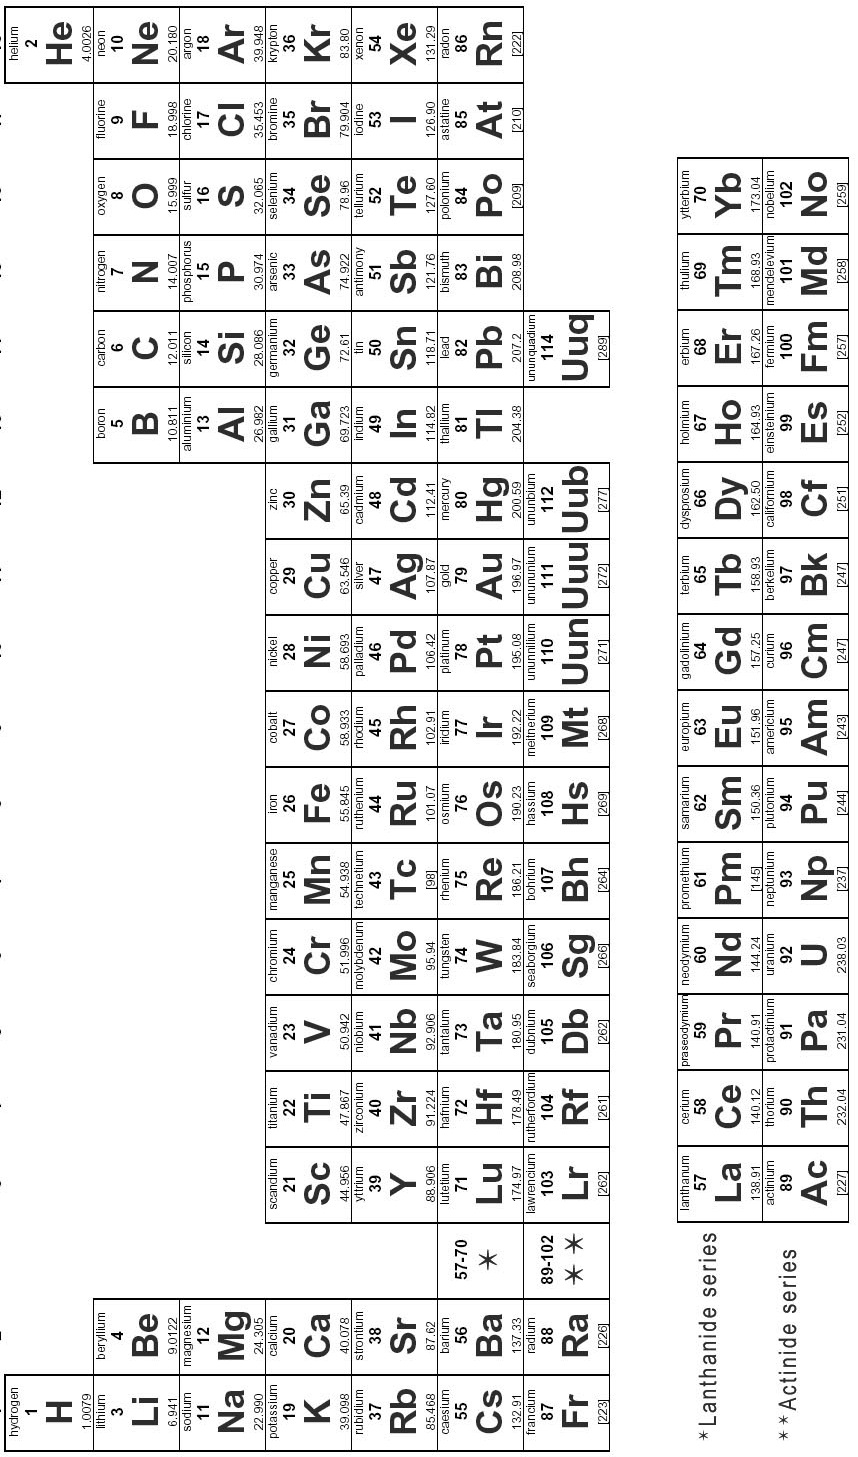 hydrogen helium
1 2
H He
1.0079 4.0026
lithium beryllium boron carbon nitrogen oxygen fluorine neon
3 4 5 6 7 8 9 10
Li Be B C N O F Ne
6.941 9.0122 10.811 12.011 14.007 15.999 18.998 20.180
sodium magnesium aluminium silicon phosphorus sulfur chlorine argon
11 12 13 14 15 16 17 18
Na Mg Al Si P S Cl Ar
22.990 24.305 26.982 28.086 30.974 32.065 35.453 39.948
potassium calcium scandium titanium vanadium chromium manganese iron cobalt nickel copper zinc gallium germanium arsenic selenium bromine krypton
19 20 21 22 23 24 25 26 27 28 29 30 31 32 33 34 35 36
K Ca Sc Ti V Cr Mn Fe Co Ni Cu Zn Ga Ge As Se Br Kr
39.098 40.078 44.956 47.867 50.942 51.996 54.938 55.845 58.933 58.693 63.546 65.39 69.723 72.61 74.922 78.96 79.904 83.80
rubidium strontium yttrium zirconium niobium molybdenum technetium ruthenium rhodium palladium silver cadmium indium tin antimony tellurium iodine xenon
37 38 39 40 41 42 43 44 45 46 47 48 49 50 51 52 53 54
Rb Sr Y Zr Nb Mo Tc Ru Rh Pd Ag Cd In Sn Sb Te I Xe
85.468 87.62 88.906 91.224 92.906 95.94 [98] 101.07 102.91 106.42 107.87 112.41 114.82 118.71 121.76 127.60 126.90 131.29
caesium barium lutetium hafnium tantalum tungsten rhenium osmium iridium platinum gold mercury thallium lead bismuth polonium astatine radon
55 56 57-70 71 72 73 74 75 76 77 78 79 80 81 82 83 84 85 86
Cs Ba * Lu Hf Ta W Re Os Ir Pt Au Hg Tl Pb Bi Po At Rn
132.91 137.33 174.97 178.49 180.95 183.84 186.21 190.23 192.22 195.08 196.97 200.59 204.38 207.2 208.98 [209] [210] [222]
francium radium lawrencium rutherfordium dubnium seaborgium bohrium hassium meitnerium ununnilium unununium ununbium ununquadium
87 88 89-102 103 104 105 106 107 108 109 110 111 112 114
Fr Ra * * Lr Rf Db Sg Bh Hs Mt Uun Uuu Uub Uuq
[223] [226] [262] [261] [262] [266] [264] [269] [268] [271] [272] [277] [289]
lanthanum cerium praseodymium neodymium promethium samarium europium gadolinium terbium dysprosium holmium erbium thulium ytterbium
57 58 59 60 61 62 63 64 65 66 67 68 69 70
*Lanthanide series La Ce Pr Nd Pm Sm Eu Gd Tb Dy Ho Er Tm Yb
138.91 140.12 140.91 144.24 [145] 150.36 151.96 157.25 158.93 162.50 164.93 167.26 168.93 173.04
actinium thorium protactinium uranium neptunium plutonium americium curium berkelium californium einsteinium fermium mendelevium nobelium
89 90 91 92 93 94 95 96 97 98 99 100 101 102
**Actinide series Ac Th Pa U Np Pu Am Cm Bk Cf Es Fm Md No
[227] 232.04 231.04 238.03 [237] [244] [243] [247] [247] [251] [252] [257] [258] [259]